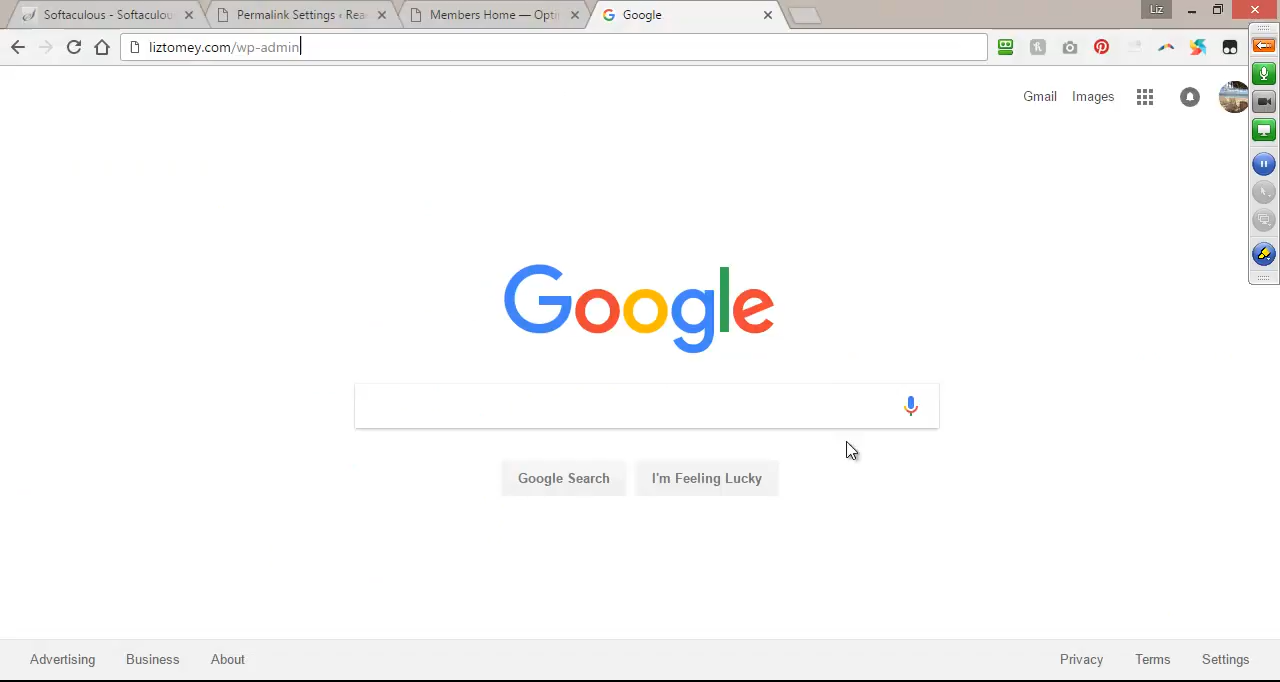 Softaculous - Softaculou
Permalink Settings ‹ Rea
Members Home — Opti
Google
Liz
liztomey.com/wp-admin
Gmail
Images
Google
Google Search
I'm Feeling Lucky
Advertising
Business
About
Privacy
Terms
Settings